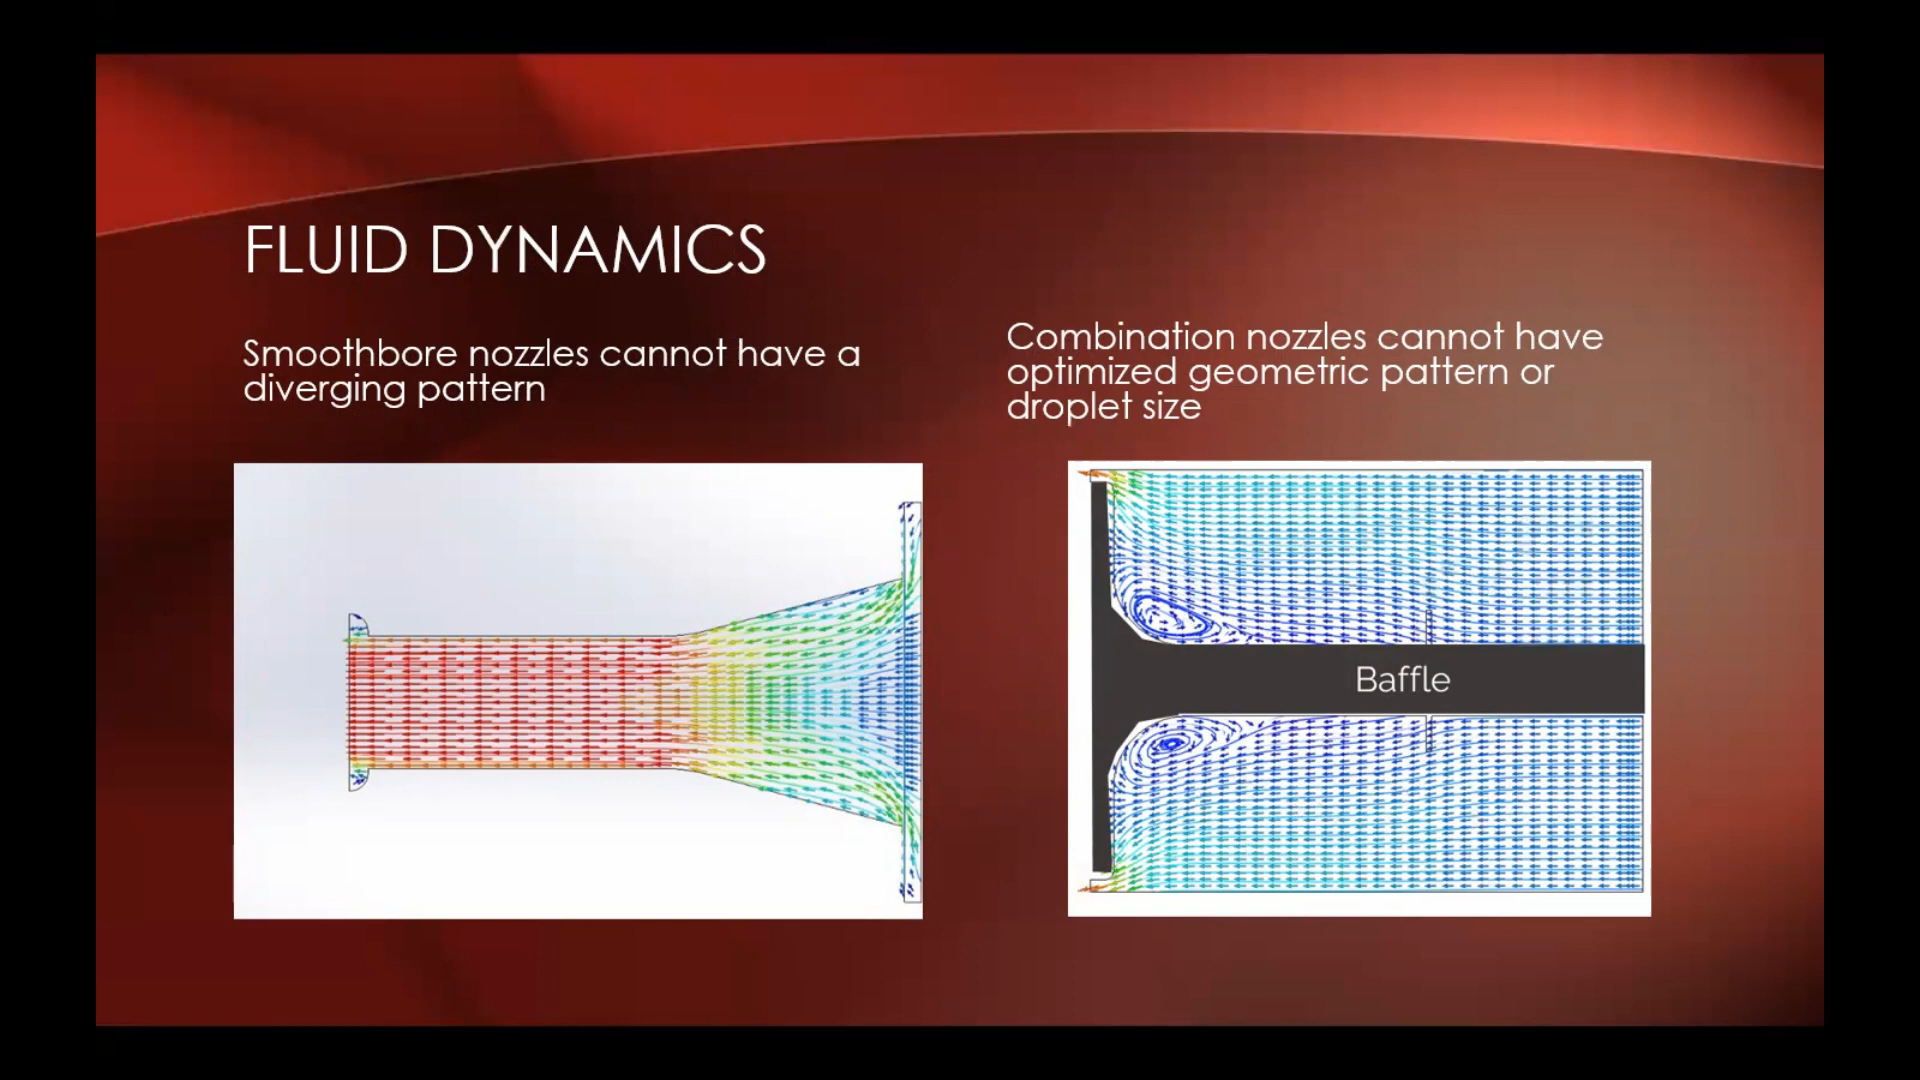 FLUID DYNAMICS
Smoothbore nozzles cannot have a
diverging pattern
Combination nozzles cannot have
optimized geometric pattern or
droplet size
Baffle